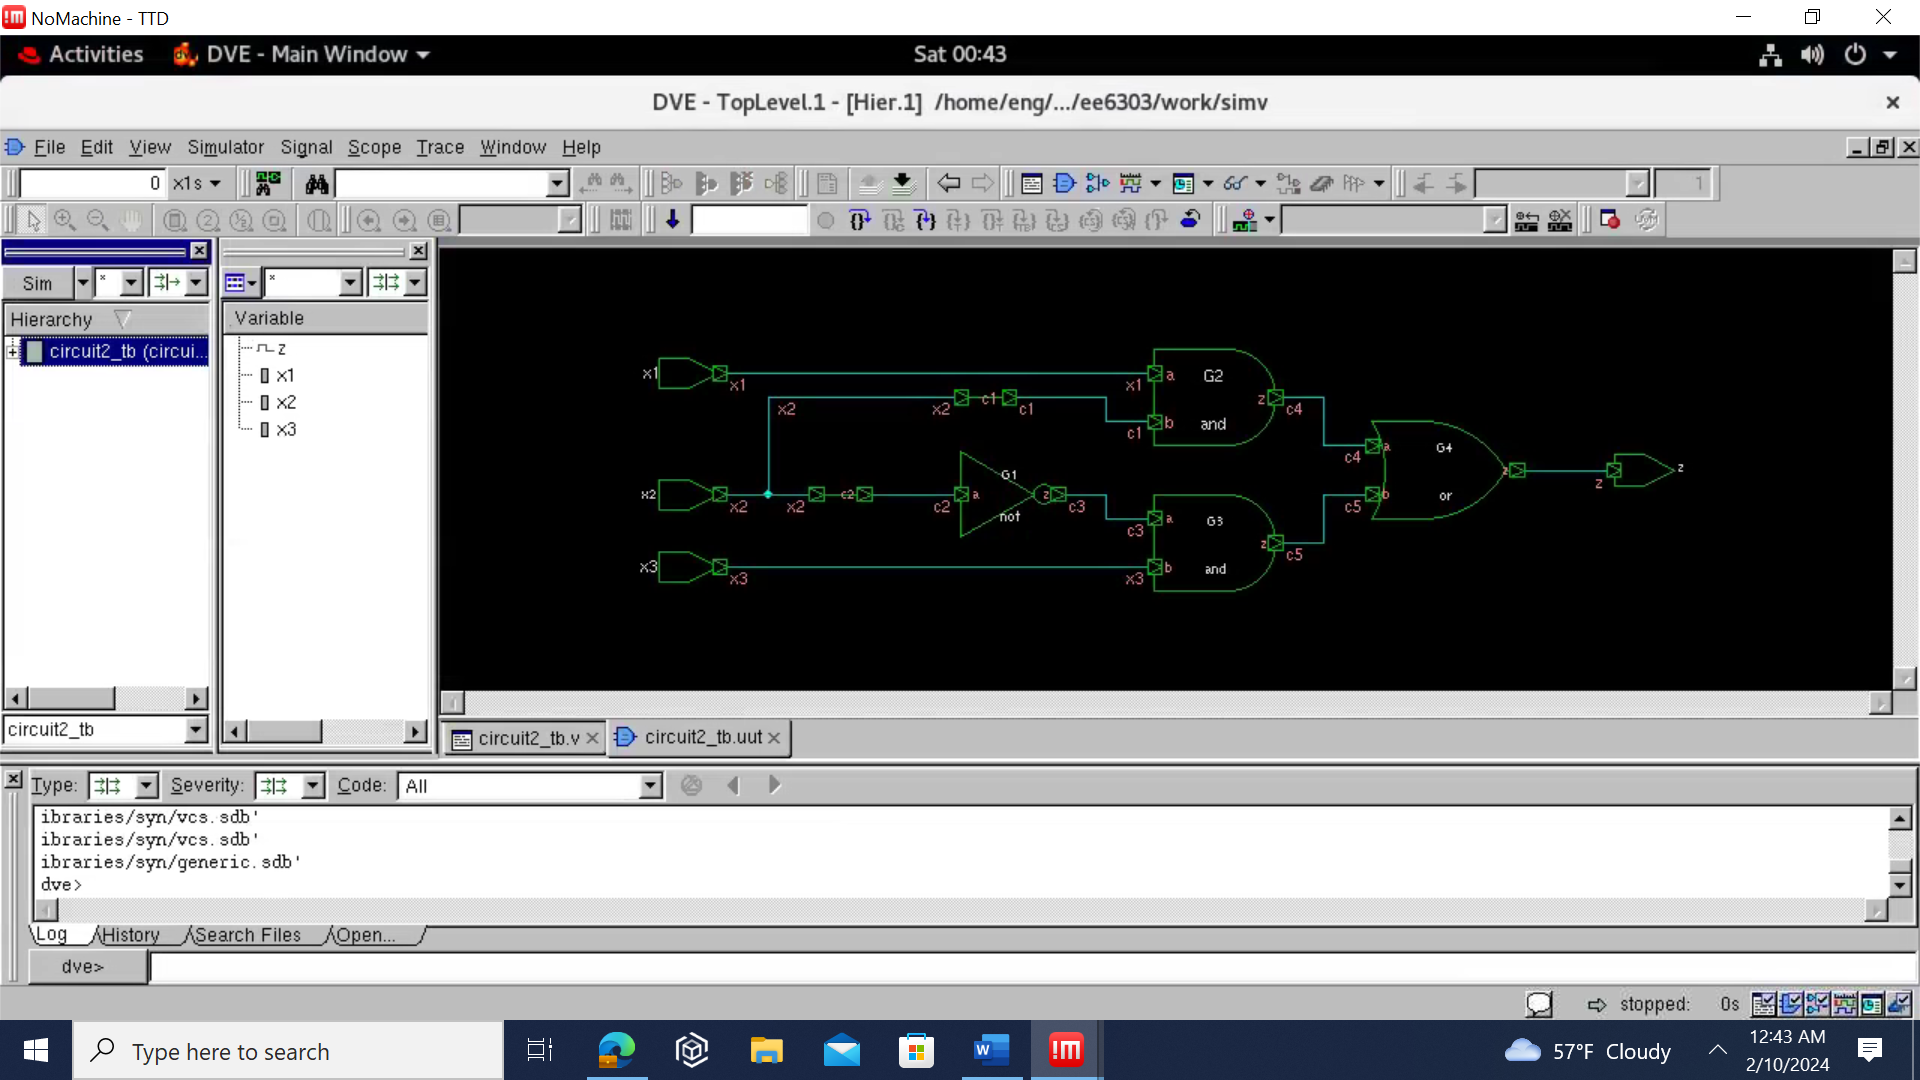 NoMachine - TTD
Activities DVE - Main Window Sat 00:43
DVE - TopLevel.1 - [Hier.1] /home/eng/.../ee6303/work/simv
File Edit View Simulator Signal Scope Trace Window Help
0 x1s 1
Sim * *
Hierarchy Variable
circuit2_tb (circui...
z
x1
x2
x3
x1 x1 x1 a G2 z c4
x2 x2 c1 c1 c1 b and
c4 a G4 z z z
x2 x2 x2 c2 c2 a G1 z c3 not
c3 a G3 z c5
c5 b or
x3 x3 x3 b and
circuit2_tb circuit2_tb.v circuit2_tb.uut
Type: Severity: Code: All
ibraries/syn/vcs.sdb'
ibraries/syn/vcs.sdb'
ibraries/syn/generic.sdb'
dve>
Log History Search Files Open...
dve>
stopped: 0s
Type here to search 57°F Cloudy 12:43 AM
2/10/2024